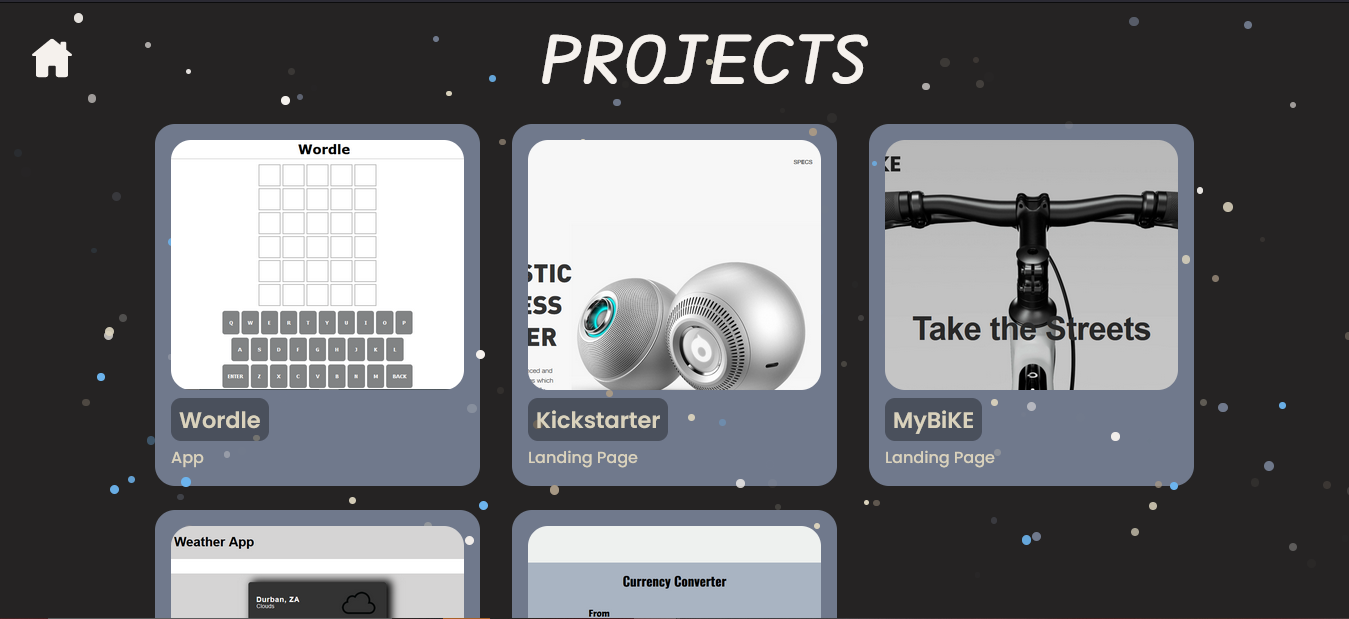 PROJECTS
Wordle
Q W E R T Y U I O P
A S D F G H J K L
ENTER Z X C V B N M BACK
Wordle
App
SPECS
STIC
ESS
ER
ced and
s which
Kickstarter
Landing Page
KE
Take the Streets
MyBiKE
Landing Page
Weather App
Durban, ZA
Clouds
Currency Converter
From